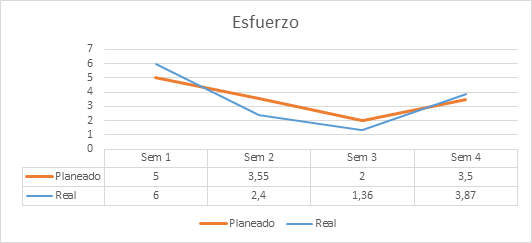 Esfuerzo
7
6
5
4
3
2
1
0
Sem 1 Sem 2 Sem 3 Sem 4
Planeado 5 3,55 2 3,5
Real 6 2,4 1,36 3,87
Planeado Real